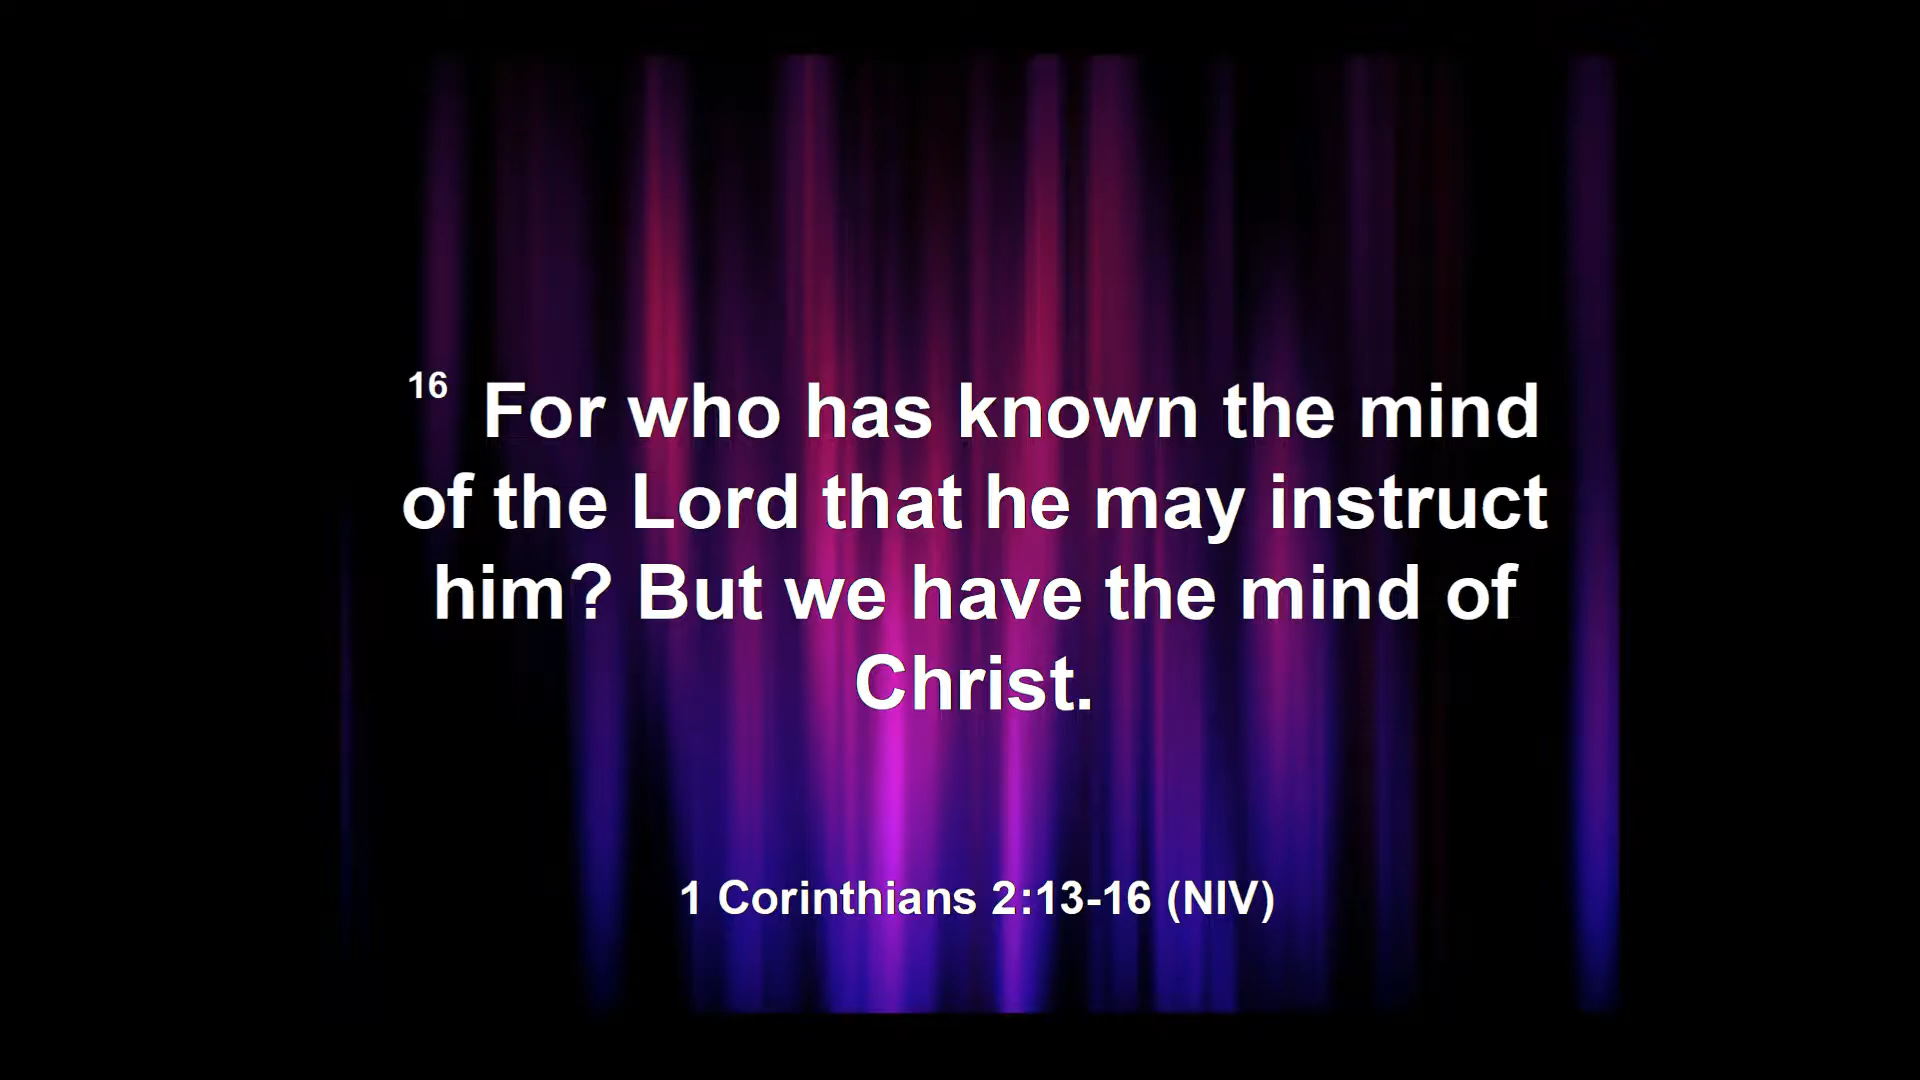 16 For who has known the mind
of the Lord that he may instruct
him? But we have the mind of
Christ.
1 Corinthians 2:13-16 (NIV)